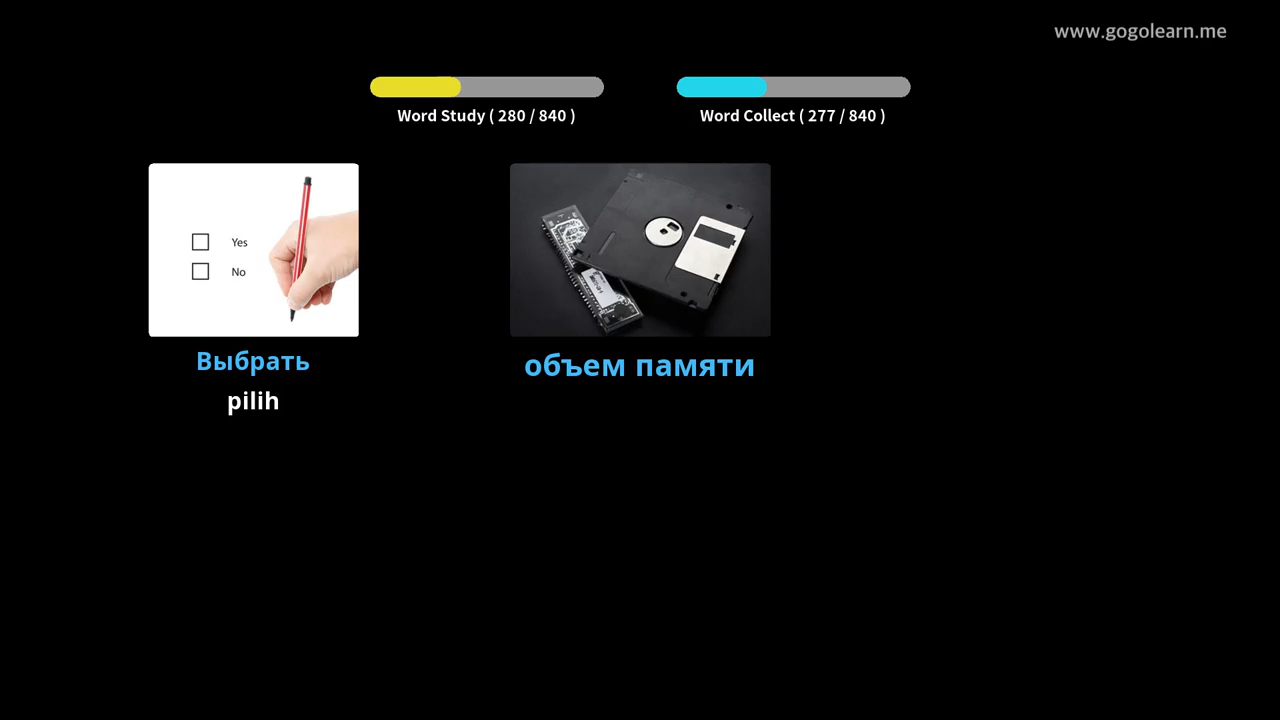 www.gogolearn.me
Word Study ( 280 / 840 )
Word Collect ( 277 / 840 )
Yes
No
Выбрать
pilih
объем памяти